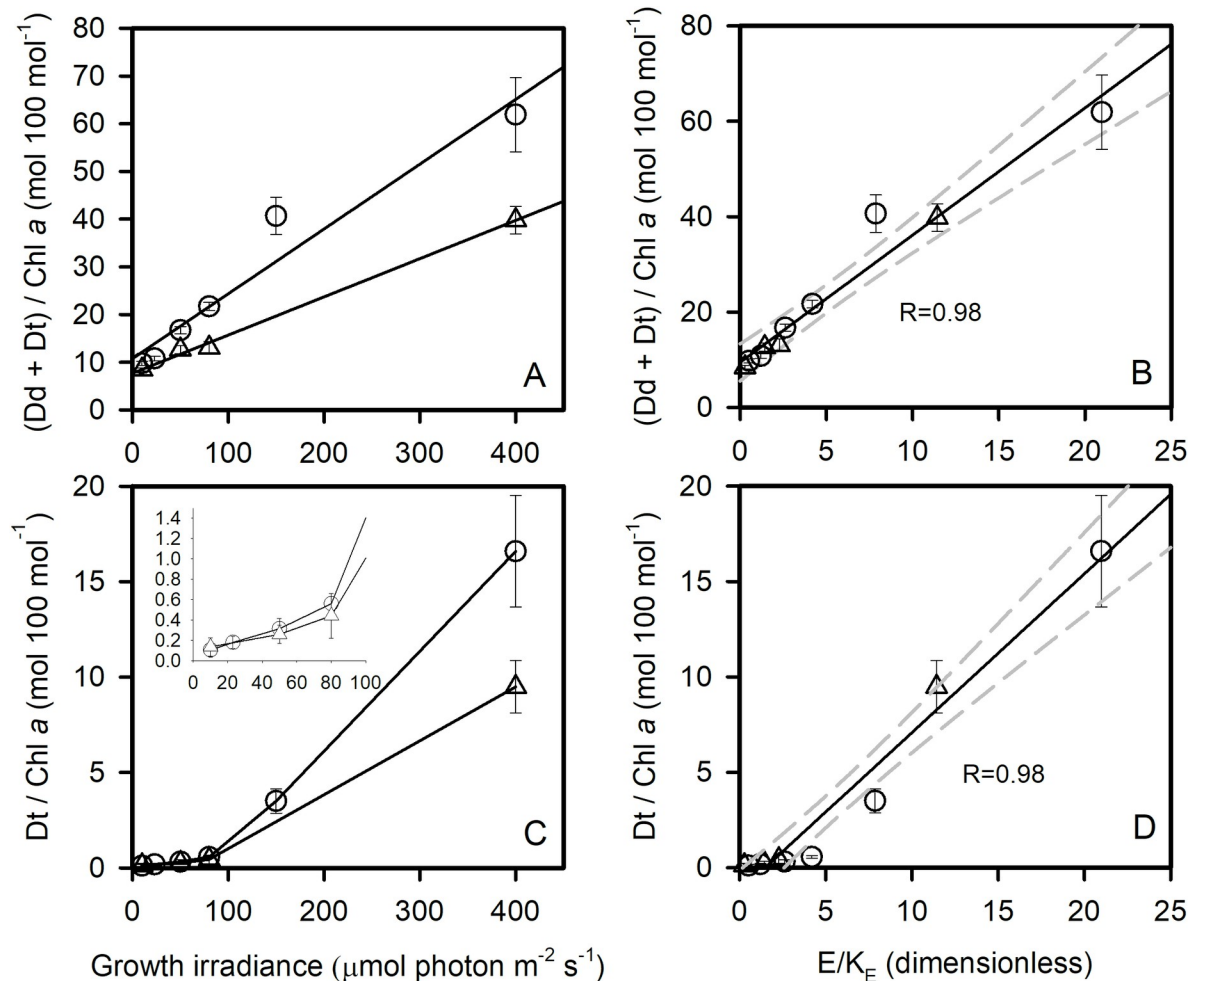 (Dd + Dt) / Chl a (mol 100 mol⁻¹)
80
70
60
50
40
30
20
10
0
A
0 100 200 300 400
(Dd + Dt) / Chl a (mol 100 mol⁻¹)
80
60
40
20
0
R=0.98
B
0 5 10 15 20 25
Dt / Chl a (mol 100 mol⁻¹)
20
15
10
5
0
1.4
1.2
1.0
0.8
0.6
0.4
0.2
0.0
0 20 40 60 80 100
C
0 100 200 300 400
Growth irradiance (μmol photon m⁻² s⁻¹)
Dt / Chl a (mol 100 mol⁻¹)
20
15
10
5
0
R=0.98
D
0 5 10 15 20 25
E/K_E (dimensionless)